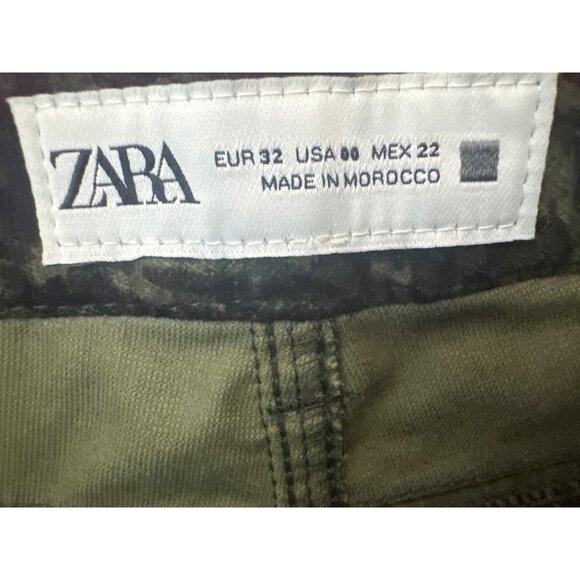 ZARA
EUR 32 USA 00 MEX 22
MADE IN MOROCCO